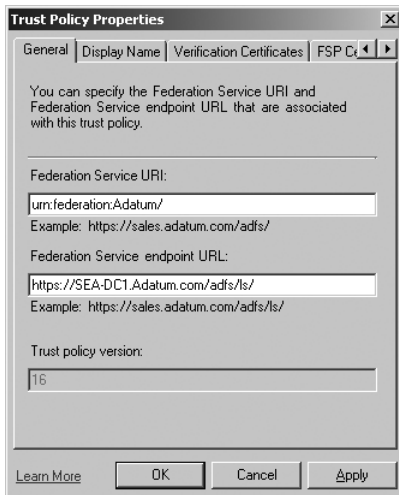 Trust Policy Properties
General
Display Name
Verification Certificates
FSP
You can specify the Federation Service URI and
Federation Service endpoint URL that are associated
with this trust policy.
Federation Service URI:
urn:federation:Adatum/
Example: https://sales.adatum.com/adfs/
Federation Service endpoint URL:
https://SEA-DC1.Adatum.com/adfs/ls/
Example: https://sales.adatum.com/adfs/ls/
Trust policy version:
16
Learn More
OK
Cancel
Apply